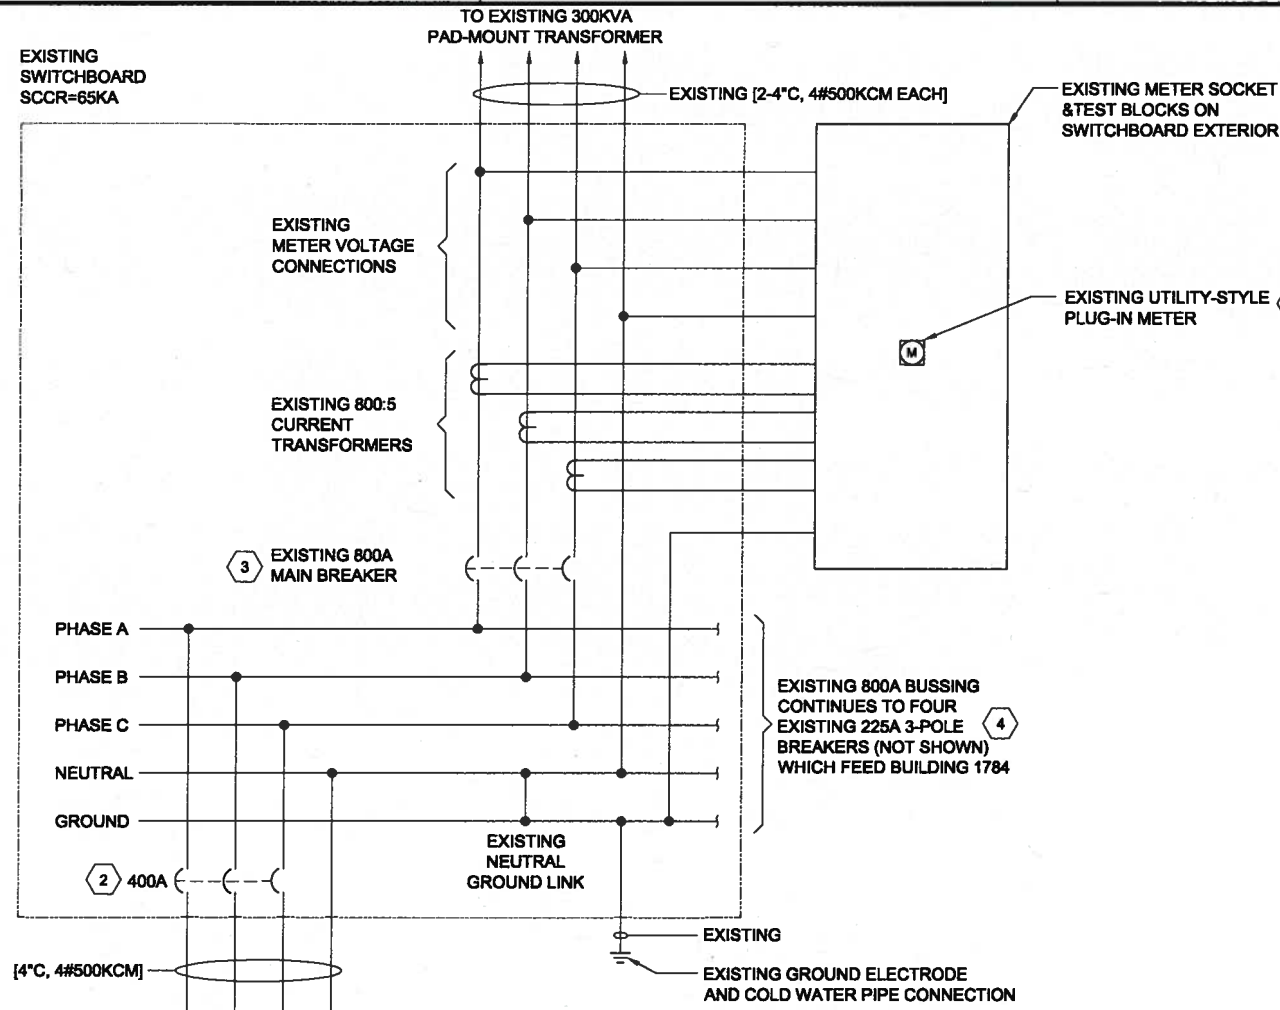 TO EXISTING 300KVA
PAD-MOUNT TRANSFORMER
EXISTING
SWITCHBOARD
SCCR=65KA
EXISTING [2-4"C, 4#500KCM EACH]
EXISTING METER SOCKET
&TEST BLOCKS ON
SWITCHBOARD EXTERIOR
EXISTING
METER VOLTAGE
CONNECTIONS
EXISTING UTILITY-STYLE
PLUG-IN METER
M
EXISTING 800:5
CURRENT
TRANSFORMERS
3
EXISTING 800A
MAIN BREAKER
PHASE A
PHASE B
PHASE C
NEUTRAL
GROUND
EXISTING 800A BUSSING
CONTINUES TO FOUR
EXISTING 225A 3-POLE
BREAKERS (NOT SHOWN)
WHICH FEED BUILDING 1784
4
EXISTING
NEUTRAL
GROUND LINK
2
400A
EXISTING
[4"C, 4#500KCM]
EXISTING GROUND ELECTRODE
AND COLD WATER PIPE CONNECTION